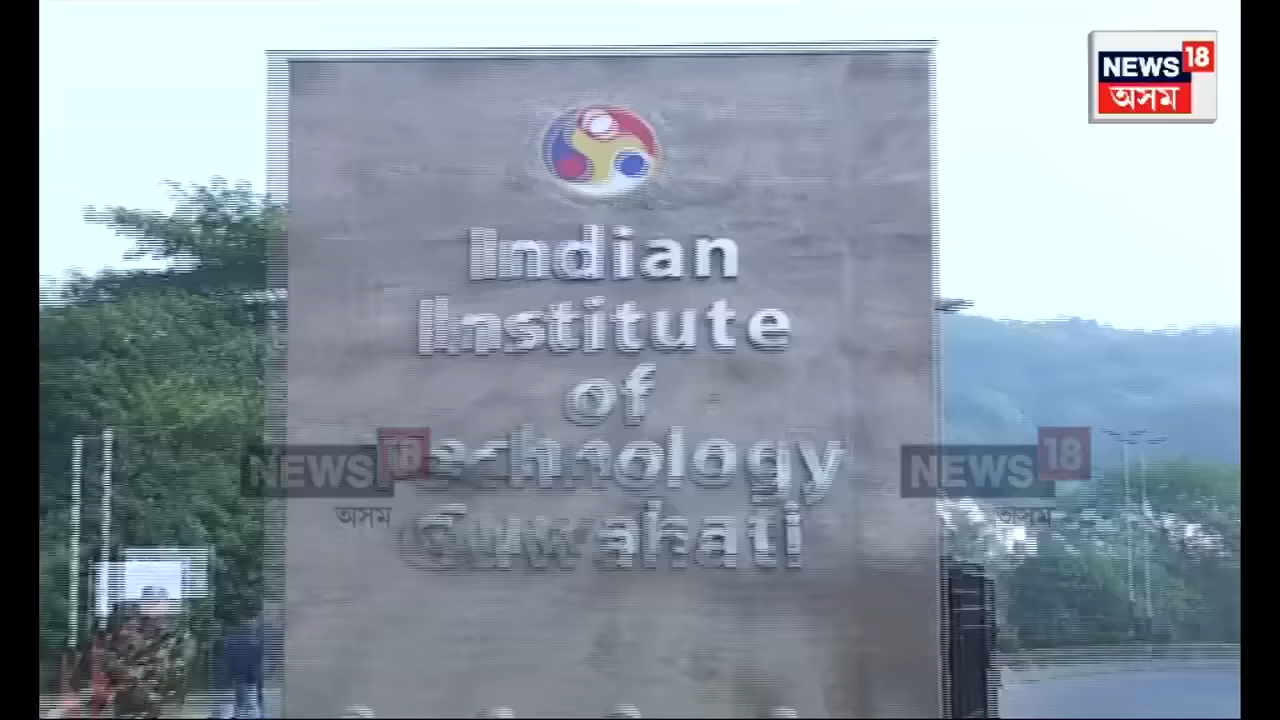 NEWS 18
অসম
Indian
Institute
of
Technology
Guwahati
NEWS 18
অসম
NEWS 18
অসম